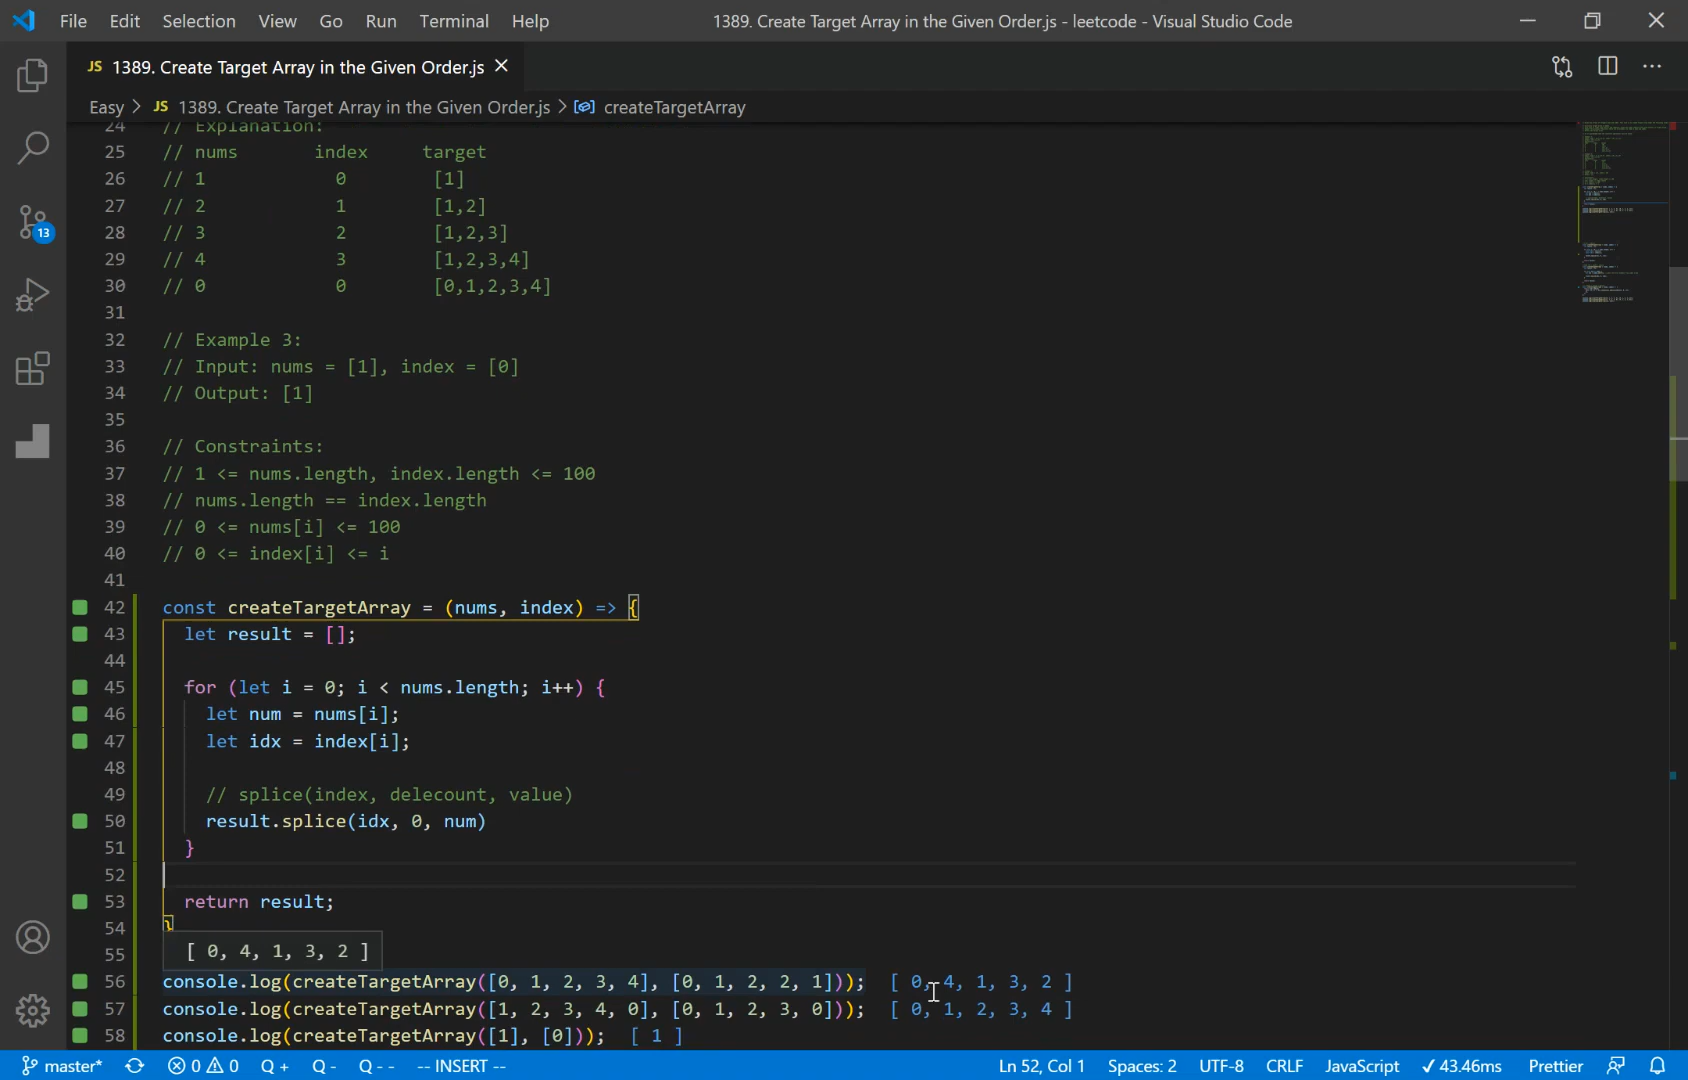 File Edit Selection View Go Run Terminal Help 1389. Create Target Array in the Given Order.js - leetcode - Visual Studio Code
JS 1389. Create Target Array in the Given Order.js
Easy > JS 1389. Create Target Array in the Given Order.js > createTargetArray
24 // Explanation:
25 // nums index target
26 // 1 0 [1]
27 // 2 1 [1,2]
28 // 3 2 [1,2,3]
29 // 4 3 [1,2,3,4]
30 // 0 0 [0,1,2,3,4]
31
32 // Example 3:
33 // Input: nums = [1], index = [0]
34 // Output: [1]
35
36 // Constraints:
37 // 1 <= nums.length, index.length <= 100
38 // nums.length == index.length
39 // 0 <= nums[i] <= 100
40 // 0 <= index[i] <= i
41
42 const createTargetArray = (nums, index) => {
43 let result = [];
44
45 for (let i = 0; i < nums.length; i++) {
46 let num = nums[i];
47 let idx = index[i];
48
49 // splice(index, delecount, value)
50 result.splice(idx, 0, num)
51 }
52
53 return result;
54 }
55 [ 0, 4, 1, 3, 2 ]
56 console.log(createTargetArray([0, 1, 2, 3, 4], [0, 1, 2, 2, 1])); [ 0, 4, 1, 3, 2 ]
57 console.log(createTargetArray([1, 2, 3, 4, 0], [0, 1, 2, 3, 0])); [ 0, 1, 2, 3, 4 ]
58 console.log(createTargetArray([1], [0])); [ 1 ]
13
master* 0 0 Q + Q - Q - - -- INSERT -- Ln 52, Col 1 Spaces: 2 UTF-8 CRLF JavaScript ✓ 43.46ms Prettier